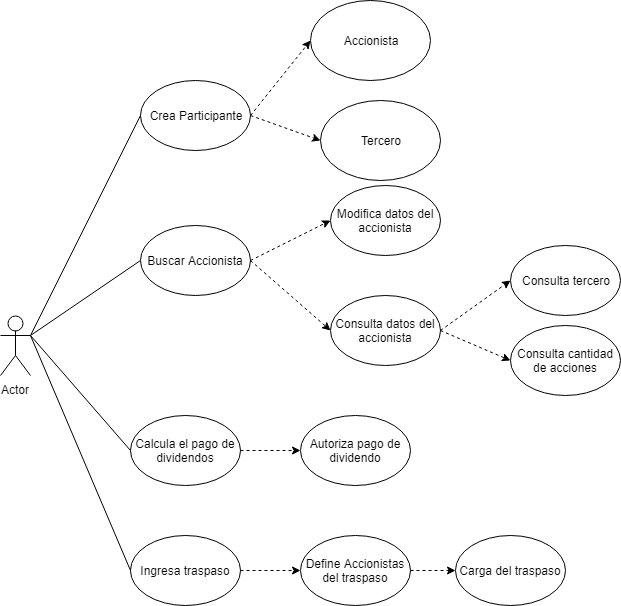 Accionista
Crea Participante
Tercero
Modifica datos del
accionista
Buscar Accionista
Consulta tercero
Consulta datos del
accionista
Consulta cantidad
de acciones
Actor
Calcula el pago de
dividendos
Autoriza pago de
dividendo
Ingresa traspaso
Define Accionistas
del traspaso
Carga del traspaso